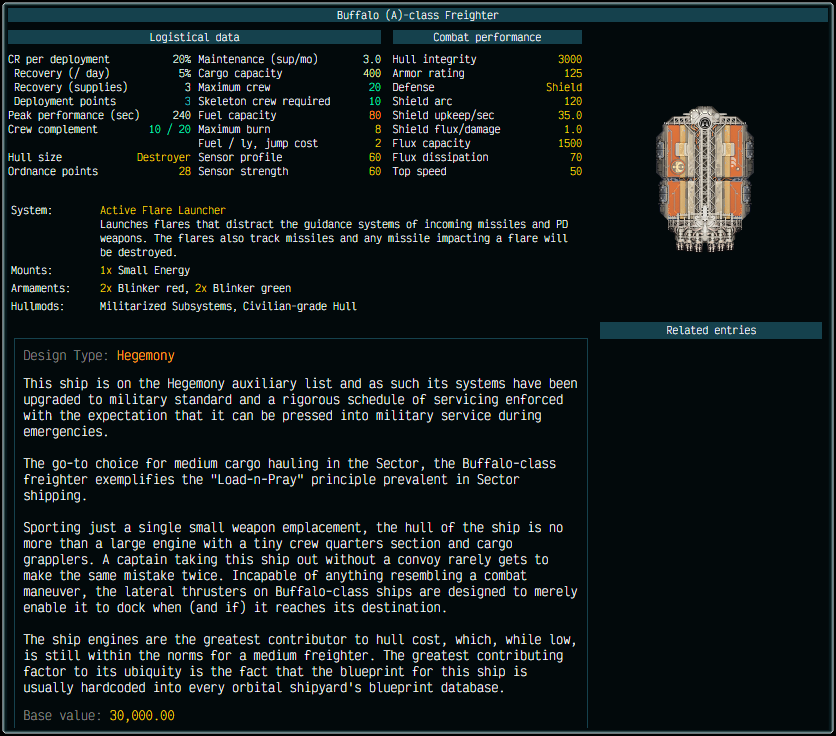 Buffalo (A)-class Freighter
Logistical data
CR per deployment 20% Maintenance (sup/mo) 3.0
Recovery (/ day) 5% Cargo capacity 400
Recovery (supplies) 3 Maximum crew 20
Deployment points 3 Skeleton crew required 10
Peak performance (sec) 240 Fuel capacity 80
Crew complement 10 / 20 Maximum burn 8
Fuel / ly, jump cost 2
Hull size Destroyer Sensor profile 60
Ordnance points 28 Sensor strength 60
Combat performance
Hull integrity 3000
Armor rating 125
Defense Shield
Shield arc 120
Shield upkeep/sec 35.0
Shield flux/damage 1.0
Flux capacity 1500
Flux dissipation 70
Top speed 50
System: Active Flare Launcher
Launches flares that distract the guidance systems of incoming missiles and PD
weapons. The flares also track missiles and any missile impacting a flare will
be destroyed.
Mounts: 1x Small Energy
Armaments: 2x Blinker red, 2x Blinker green
Hullmods: Militarized Subsystems, Civilian-grade Hull
Related entries
Design Type: Hegemony
This ship is on the Hegemony auxiliary list and as such its systems have been
upgraded to military standard and a rigorous schedule of servicing enforced
with the expectation that it can be pressed into military service during
emergencies.
The go-to choice for medium cargo hauling in the Sector, the Buffalo-class
freighter exemplifies the "Load-n-Pray" principle prevalent in Sector
shipping.
Sporting just a single small weapon emplacement, the hull of the ship is no
more than a large engine with a tiny crew quarters section and cargo
grapplers. A captain taking this ship out without a convoy rarely gets to
make the same mistake twice. Incapable of anything resembling a combat
maneuver, the lateral thrusters on Buffalo-class ships are designed to merely
enable it to dock when (and if) it reaches its destination.
The ship engines are the greatest contributor to hull cost, which, while low,
is still within the norms for a medium freighter. The greatest contributing
factor to its ubiquity is the fact that the blueprint for this ship is
usually hardcoded into every orbital shipyard's blueprint database.
Base value: 30,000.00